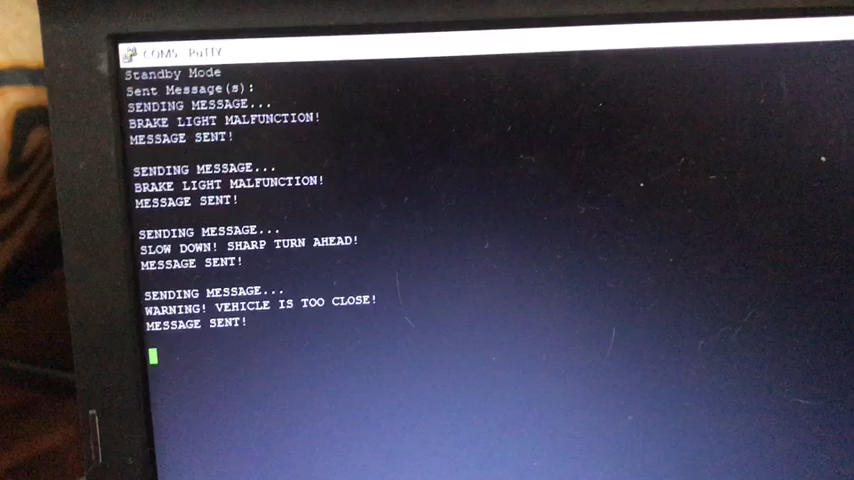 COM5 - PuTTY
Standby Mode
Sent Message(s):
SENDING MESSAGE...
BRAKE LIGHT MALFUNCTION!
MESSAGE SENT!
SENDING MESSAGE...
BRAKE LIGHT MALFUNCTION!
MESSAGE SENT!
SENDING MESSAGE...
SLOW DOWN! SHARP TURN AHEAD!
MESSAGE SENT!
SENDING MESSAGE...
WARNING! VEHICLE IS TOO CLOSE!
MESSAGE SENT!